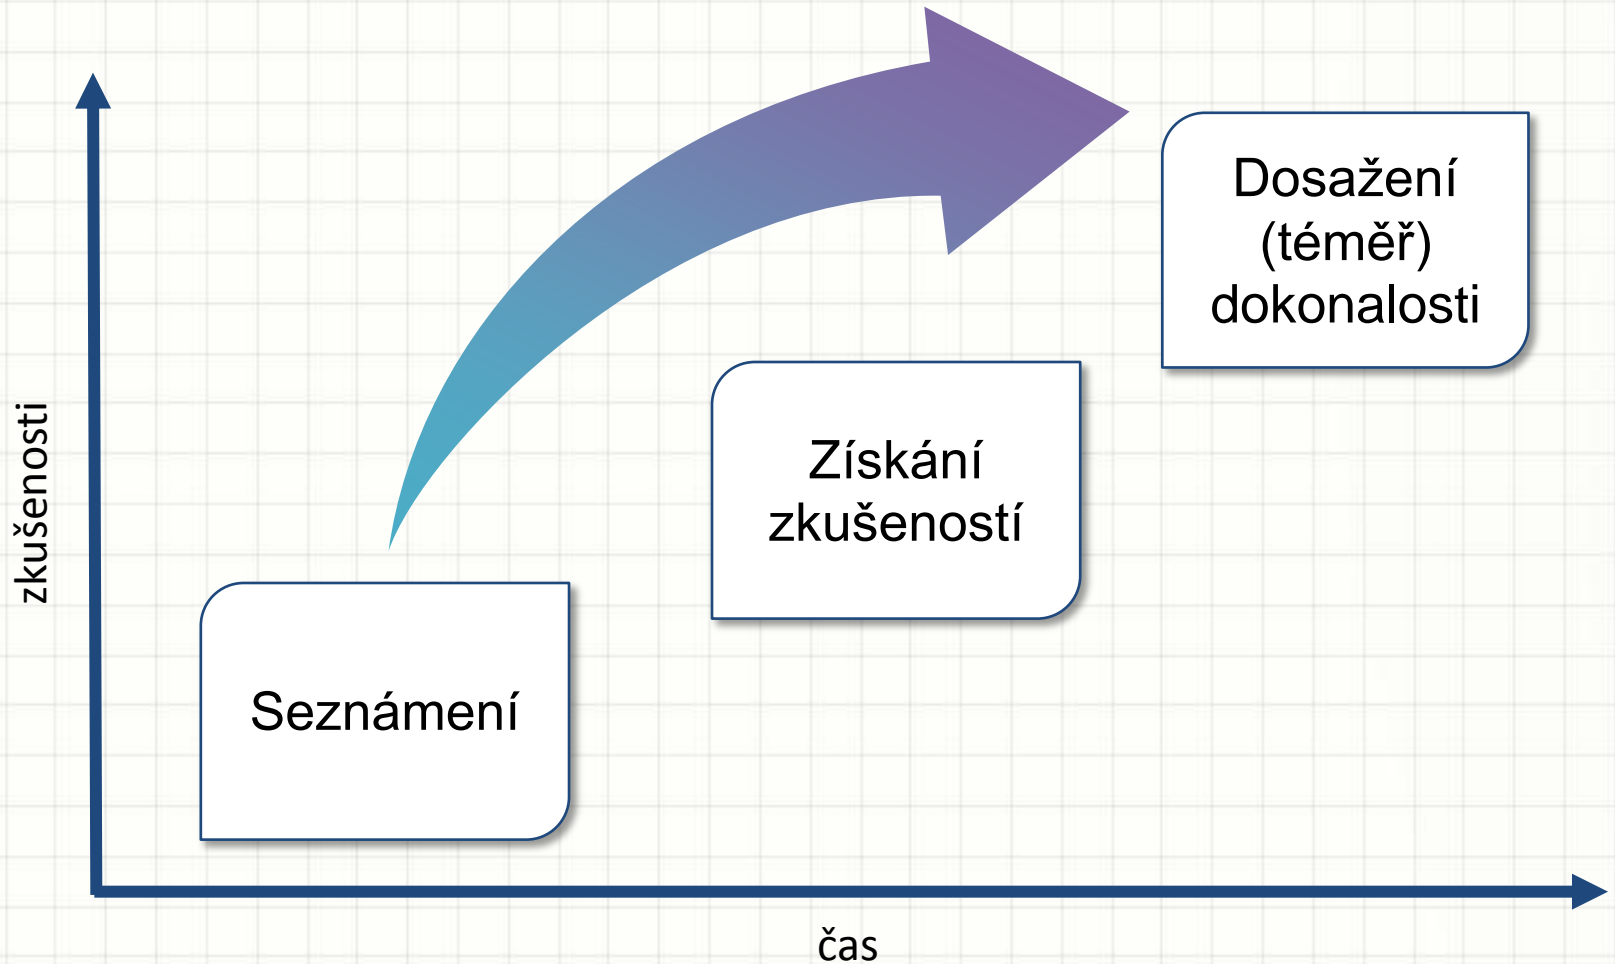 zkušenosti
Seznámení
Získání
zkušeností
Dosažení
(téměř)
dokonalosti
čas